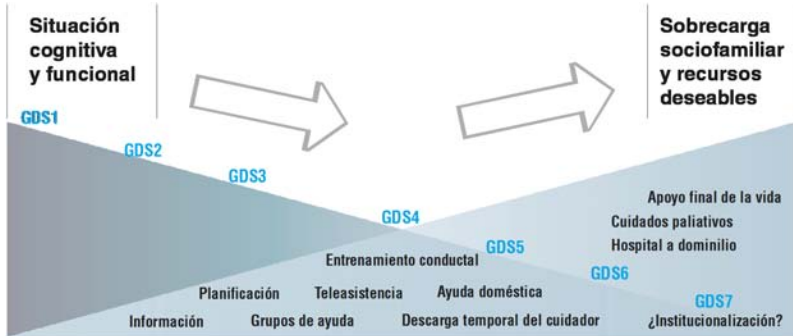 Situación
cognitiva
y funcional
Sobrecarga
sociofamiliar
y recursos
deseables
GDS1
GDS2
GDS3
GDS4
GDS5
GDS6
GDS7
Apoyo final de la vida
Cuidados paliativos
Hospital a dominilio
Entrenamiento conductal
Planificación
Teleasistencia
Ayuda doméstica
Información
Grupos de ayuda
Descarga temporal del cuidador
¿Institucionalización?